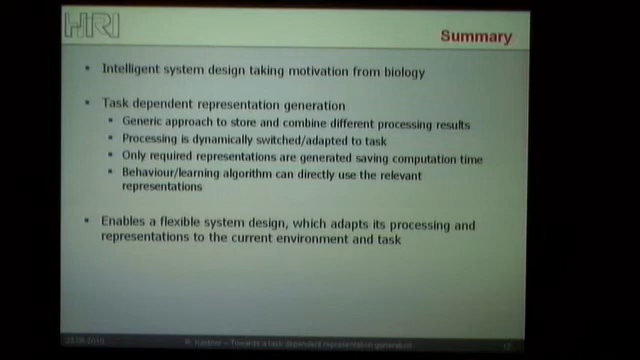 HRI
Summary
Intelligent system design taking motivation from biology
Task dependent representation generation
Generic approach to store and combine different processing results
Processing is dynamically switched/adapted to task
Only required representations are generated saving computation time
Behaviour/learning algorithm can directly use the relevant
representations
Enables a flexible system design, which adapts its processing and
representations to the current environment and task
– Towards a task dependent representation generation